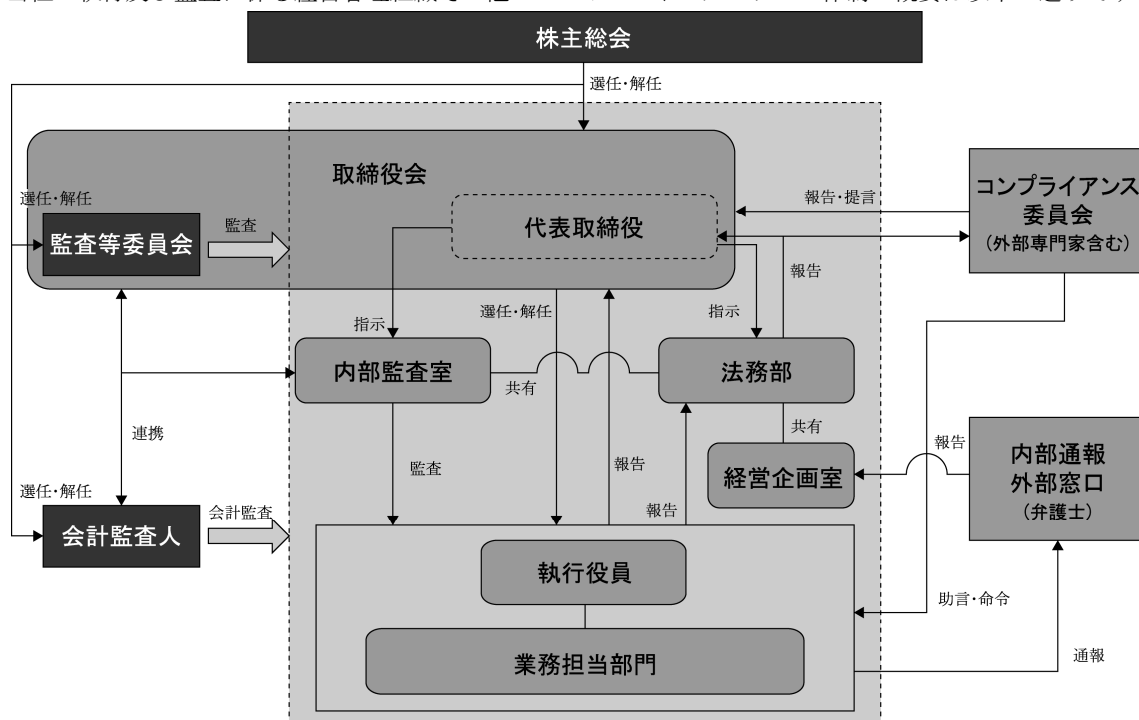 株主総会
選任・解任
取締役会
選任・解任
監査等委員会
監査
代表取締役
報告・提言
コンプライアンス
委員会
(外部専門家含む)
報告
指示
選任・解任
指示
内部監査室
共有
法務部
連携
監査
報告
共有
報告
経営企画室
報告
内部通報
外部窓口
(弁護士)
選任・解任
会計監査人
会計監査
執行役員
助言・命令
業務担当部門
通報